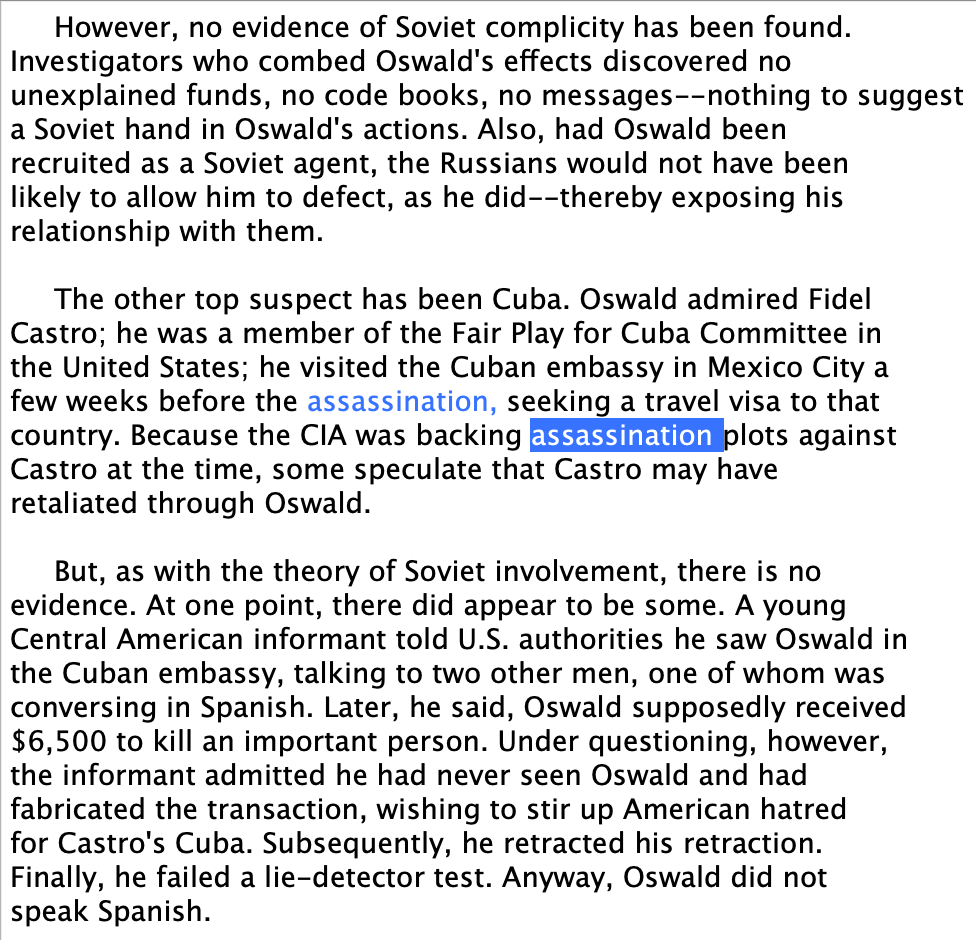 However, no evidence of Soviet complicity has been found.
Investigators who combed Oswald's effects discovered no
unexplained funds, no code books, no messages--nothing to suggest
a Soviet hand in Oswald's actions. Also, had Oswald been
recruited as a Soviet agent, the Russians would not have been
likely to allow him to defect, as he did--thereby exposing his
relationship with them.
The other top suspect has been Cuba. Oswald admired Fidel
Castro; he was a member of the Fair Play for Cuba Committee in
the United States; he visited the Cuban embassy in Mexico City a
few weeks before the assassination, seeking a travel visa to that
country. Because the CIA was backing assassination plots against
Castro at the time, some speculate that Castro may have
retaliated through Oswald.
But, as with the theory of Soviet involvement, there is no
evidence. At one point, there did appear to be some. A young
Central American informant told U.S. authorities he saw Oswald in
the Cuban embassy, talking to two other men, one of whom was
conversing in Spanish. Later, he said, Oswald supposedly received
$6,500 to kill an important person. Under questioning, however,
the informant admitted he had never seen Oswald and had
fabricated the transaction, wishing to stir up American hatred
for Castro's Cuba. Subsequently, he retracted his retraction.
Finally, he failed a lie-detector test. Anyway, Oswald did not
speak Spanish.